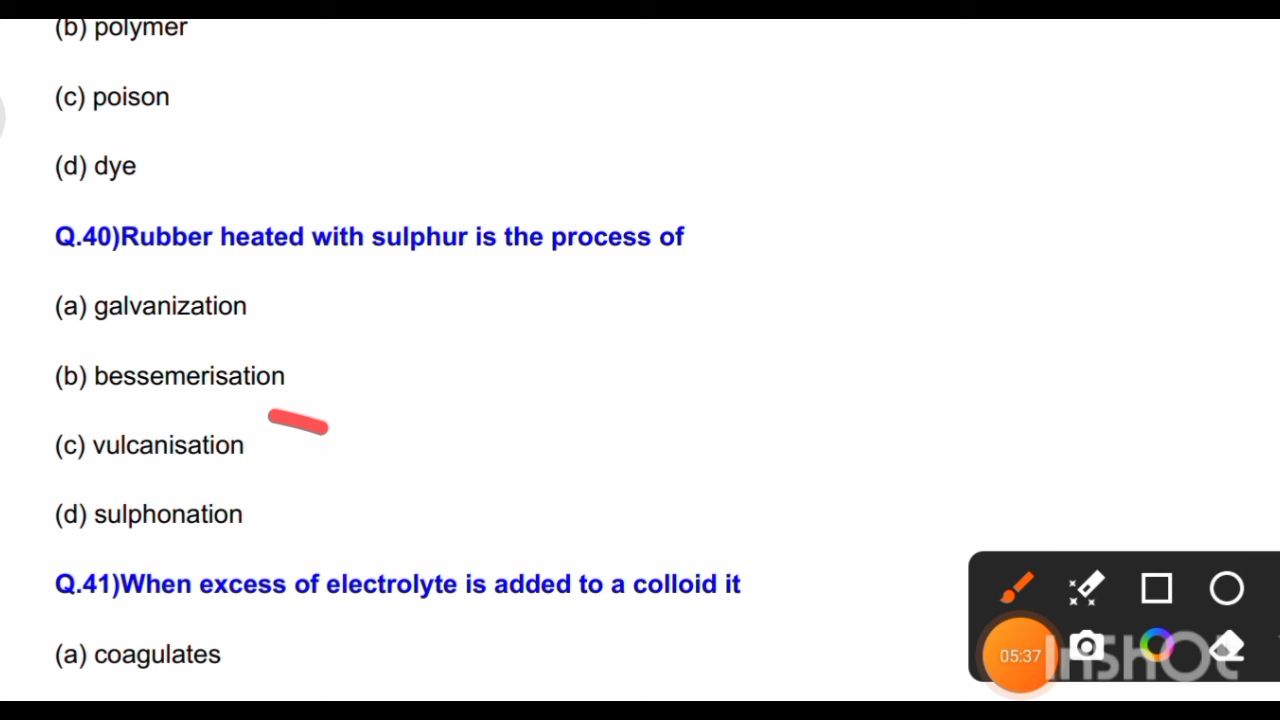 (b) polymer
(c) poison
(d) dye
Q.40)Rubber heated with sulphur is the process of
(a) galvanization
(b) bessemerisation
(c) vulcanisation
(d) sulphonation
Q.41)When excess of electrolyte is added to a colloid it
(a) coagulates
05:37
InShOt